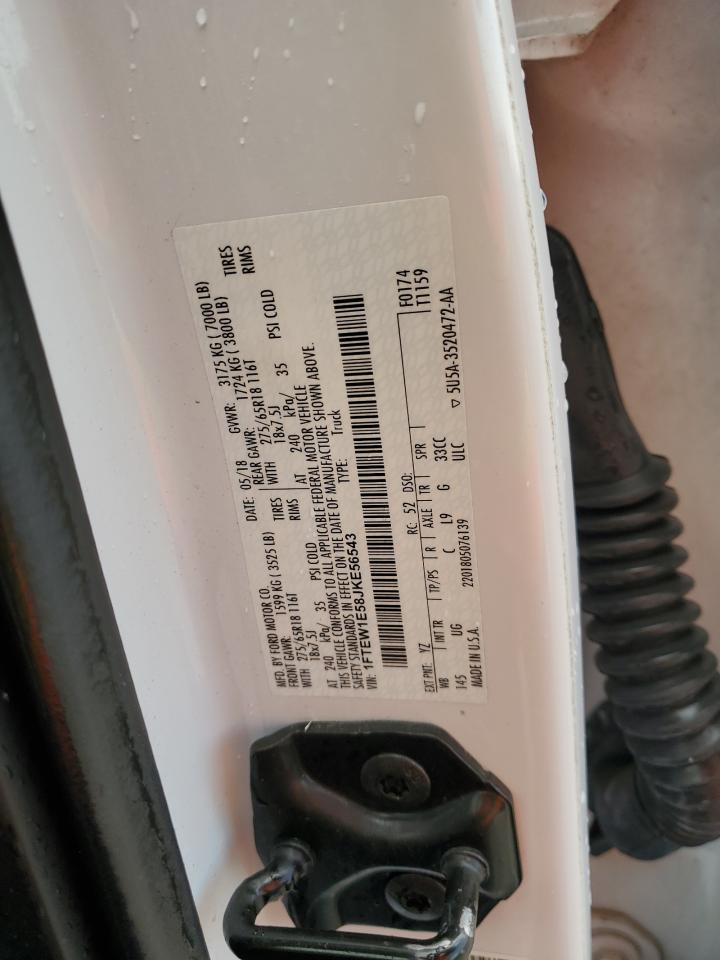 MFD. BY FORD MOTOR CO.
DATE: 05/18 GVWR: 3175 KG ( 7000 LB)
FRONT GAWR: 1599 KG ( 3525 LB) REAR GAWR: 1724 KG ( 3800 LB)
WITH 275/65R18 116T TIRES WITH 275/65R18 116T TIRES
18x7.5J RIMS 18x7.5J RIMS
AT 240 kPa/ 35 PSI COLD AT 240 kPa/ 35 PSI COLD
THIS VEHICLE CONFORMS TO ALL APPLICABLE FEDERAL MOTOR VEHICLE
SAFETY STANDARDS IN EFFECT ON THE DATE OF MANUFACTURE SHOWN ABOVE.
VIN: 1FTEW1E58JKE56543 TYPE: Truck
F0174
T1159
EXT PNT: YZ RC: 52 DSO:
WB INT TR TP/PS R AXLE TR SPR
145 UG C L9 G 33CC
ULC
MADE IN U.S.A. 2201805076139 ▽ 5U5A-3520472-AA